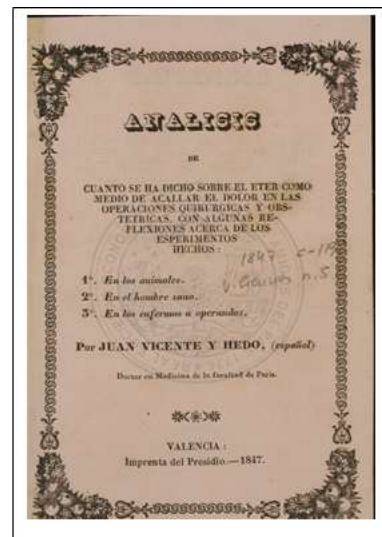 ANALISIS
DE
CUANTO SE HA DICHO SOBRE EL ETER COMO
MEDIO DE ACALLAR EL DOLOR EN LAS
OPERACIONES QUIRURGICAS Y OBS-
TETRICAS, CON ALGUNAS RE-
FLEXIONES ACERCA DE LOS
ESPERIMENTOS
HECHOS:
1847
1º. En los animales.
2º. En el hombre sano.
3º. En los enfermos a operandos.
Por JUAN VICENTE Y HEDO, (español)
Doctor en Medicina de la facultad de Paris.
VALENCIA:
Imprenta del Presidio.—1847.